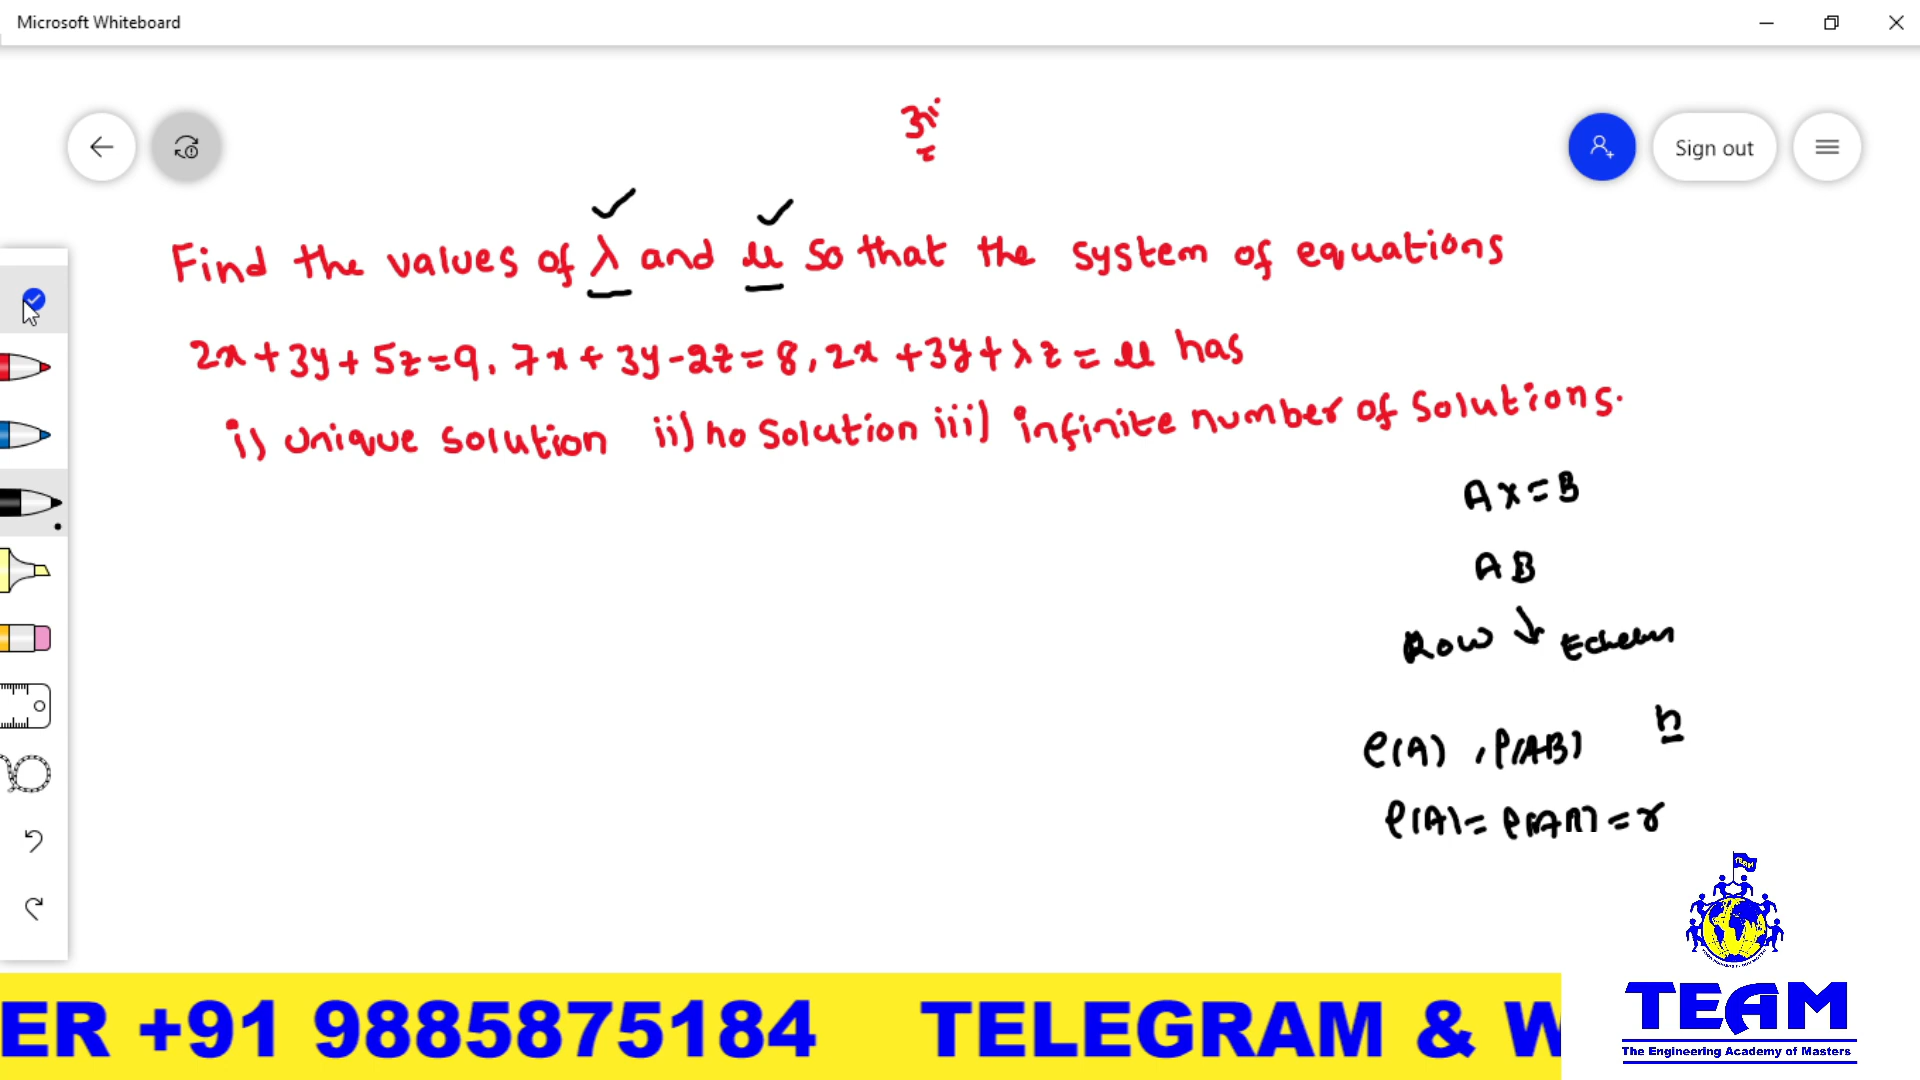 Microsoft Whiteboard
Sign out
Find the values of λ and μ so that the system of equations
2x+3y+5z=9, 7x+3y-2z=8, 2x+3y+λz=μ has
i) unique solution ii) no solution iii) infinite number of solutions.
AX=B
AB
Row ↓ Echelon
ρ(A), ρ(AB) n
ρ(A)=ρ(AB)=r
TEAM
The Engineering Academy of Masters
ER +91 9885875184 TELEGRAM & W